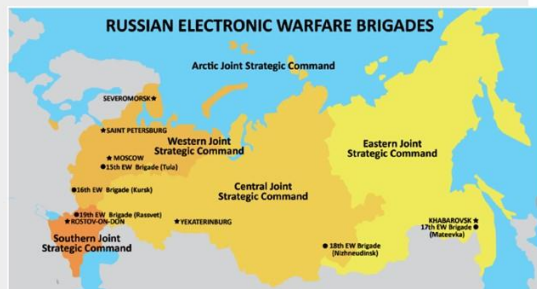 RUSSIAN ELECTRONIC WARFARE BRIGADES
Arctic Joint Strategic Command
SEVEROMORSK
SAINT PETERSBURG
Western Joint
Strategic Command
Eastern Joint
Strategic Command
MOSCOW
15th EW Brigade (Tula)
Central Joint
Strategic Command
16th EW Brigade (Kursk)
19th EW Brigade (Rassvet)
ROSTOV-ON-DON
YEKATERINBURG
KHABAROVSK
17th EW Brigade
(Mateevka)
Southern Joint
Strategic Command
18th EW Brigade
(Nizhneudinsk)